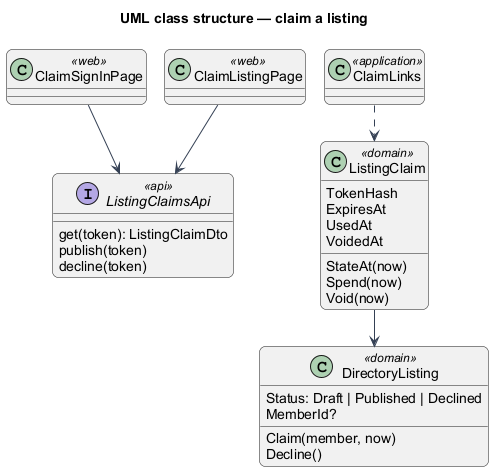 UML class structure — claim a listing
«web»
C ClaimSignInPage
«web»
C ClaimListingPage
«application»
C ClaimLinks
«api»
I ListingClaimsApi
get(token): ListingClaimDto
publish(token)
decline(token)
«domain»
C ListingClaim
TokenHash
ExpiresAt
UsedAt
VoidedAt
StateAt(now)
Spend(now)
Void(now)
«domain»
C DirectoryListing
Status: Draft | Published | Declined
MemberId?
Claim(member, now)
Decline()